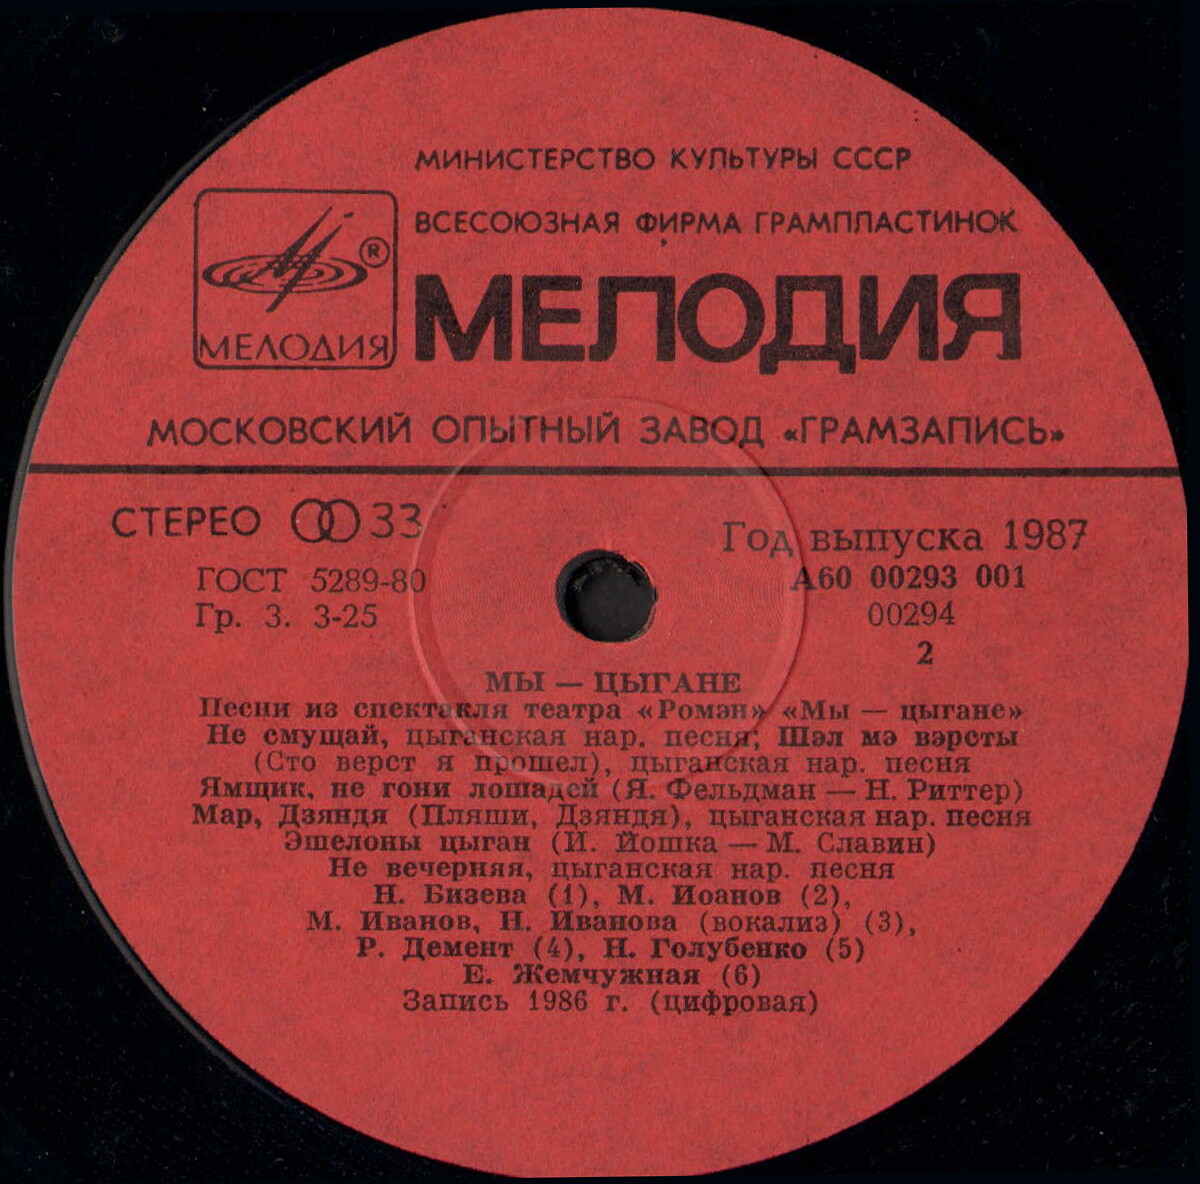 МИНИСТЕРСТВО КУЛЬТУРЫ СССР
ВСЕСОЮЗНАЯ ФИРМА ГРАМПЛАСТИНОК
®
МЕЛОДИЯ
МЕЛОДИЯ
МОСКОВСКИЙ ОПЫТНЫЙ ЗАВОД «ГРАМЗАПИСЬ»
СТЕРЕО 33
Год выпуска 1987
ГОСТ 5289-80
А60 00293 001
Гр. 3. 3-25
00294
2
МЫ — ЦЫГАНЕ
Песни из спектакля театра «Ромэн» «Мы — цыгане»
Не смущай, цыганская нар. песня; Шэл мэ вэрсты
(Сто верст я прошел), цыганская нар. песня
Ямщик, не гони лошадей (Я. Фельдман — Н. Риттер)
Мар, Дзяндя (Пляши, Дзяндя), цыганская нар. песня
Эшелоны цыган (И. Йошка — М. Славин)
Не вечерняя, цыганская нар. песня
Н. Бизева (1), М. Иоанов (2),
М. Иванов, Н. Иванова (вокализ) (3),
Р. Демент (4), Н. Голубенко (5)
Е. Жемчужная (6)
Запись 1986 г. (цифровая)